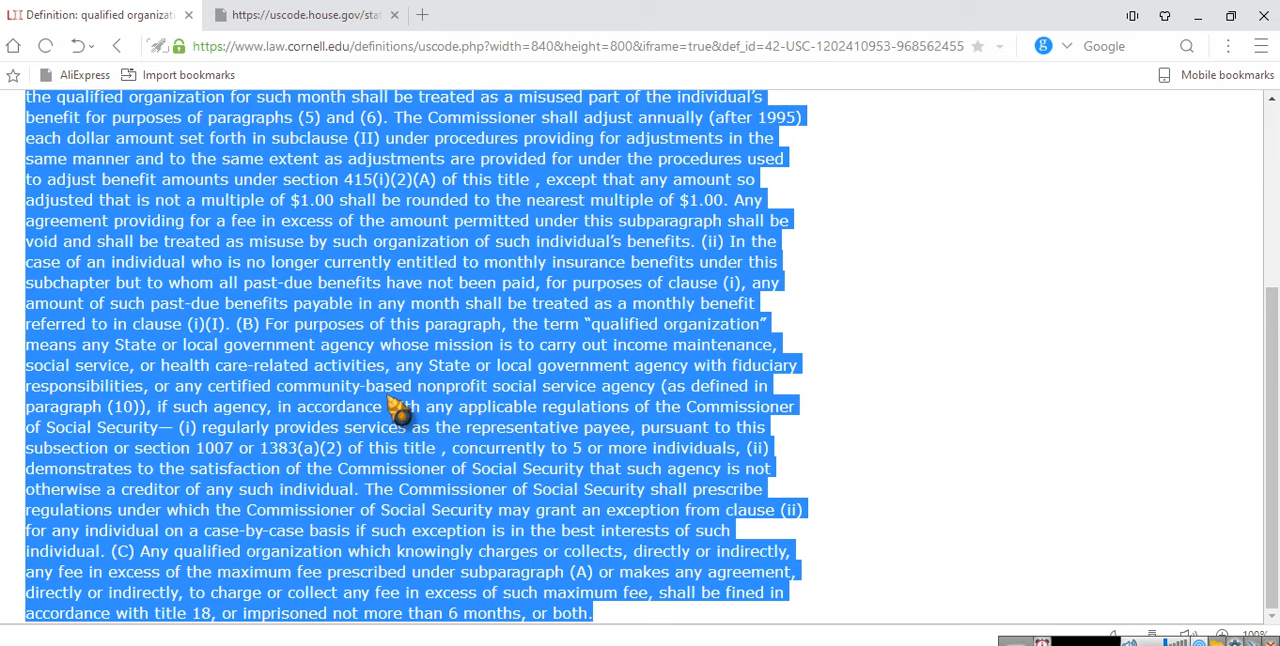 Definition: qualified organizati
https://uscode.house.gov/stat
https://www.law.cornell.edu/definitions/uscode.php?width=840&height=800&iframe=true&def_id=42-USC-1202410953-968562455
Google
AliExpress
Import bookmarks
Mobile bookmarks
the qualified organization for such month shall be treated as a misused part of the individual’s
benefit for purposes of paragraphs (5) and (6). The Commissioner shall adjust annually (after 1995)
each dollar amount set forth in subclause (II) under procedures providing for adjustments in the
same manner and to the same extent as adjustments are provided for under the procedures used
to adjust benefit amounts under section 415(i)(2)(A) of this title , except that any amount so
adjusted that is not a multiple of $1.00 shall be rounded to the nearest multiple of $1.00. Any
agreement providing for a fee in excess of the amount permitted under this subparagraph shall be
void and shall be treated as misuse by such organization of such individual’s benefits. (ii) In the
case of an individual who is no longer currently entitled to monthly insurance benefits under this
subchapter but to whom all past-due benefits have not been paid, for purposes of clause (i), any
amount of such past-due benefits payable in any month shall be treated as a monthly benefit
referred to in clause (i)(I). (B) For purposes of this paragraph, the term “qualified organization”
means any State or local government agency whose mission is to carry out income maintenance,
social service, or health care-related activities, any State or local government agency with fiduciary
responsibilities, or any certified community-based nonprofit social service agency (as defined in
paragraph (10)), if such agency, in accordance with any applicable regulations of the Commissioner
of Social Security— (i) regularly provides services as the representative payee, pursuant to this
subsection or section 1007 or 1383(a)(2) of this title , concurrently to 5 or more individuals, (ii)
demonstrates to the satisfaction of the Commissioner of Social Security that such agency is not
otherwise a creditor of any such individual. The Commissioner of Social Security shall prescribe
regulations under which the Commissioner of Social Security may grant an exception from clause (ii)
for any individual on a case-by-case basis if such exception is in the best interests of such
individual. (C) Any qualified organization which knowingly charges or collects, directly or indirectly,
any fee in excess of the maximum fee prescribed under subparagraph (A) or makes any agreement,
directly or indirectly, to charge or collect any fee in excess of such maximum fee, shall be fined in
accordance with title 18, or imprisoned not more than 6 months, or both.
100%